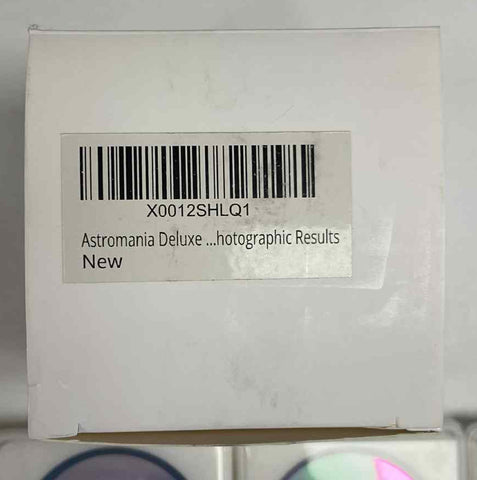 X0012SHLQ1
Astromania Deluxe ...hotographic Results
New